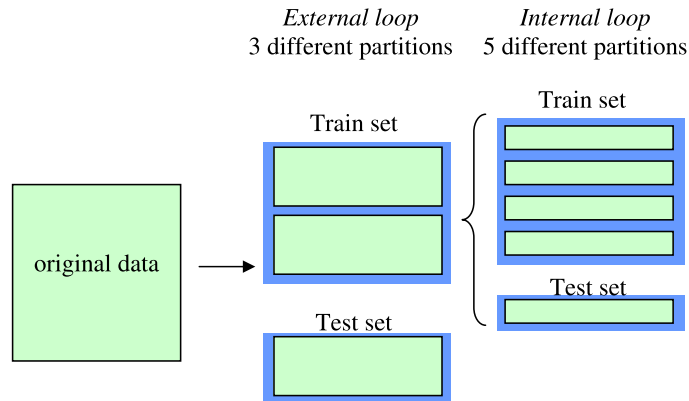 External loop
3 different partitions
Internal loop
5 different partitions
Train set
Train set
original data
Test set
Test set